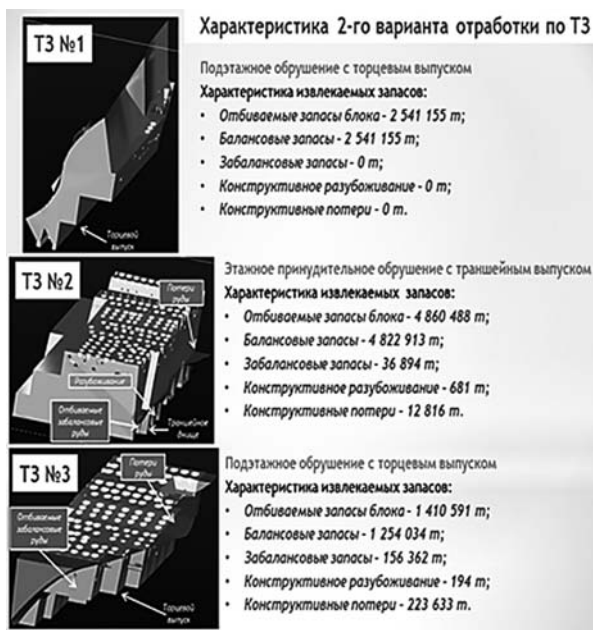 ТЗ №1
Характеристика 2-го варианта отработки по ТЗ
Подэтажное обрушение с торцевым выпуском
Характеристика извлекаемых запасов:
• Отбиваемые запасы блока - 2 541 155 т;
• Балансовые запасы - 2 541 155 т;
• Забалансовые запасы - 0 т;
• Конструктивное разубоживание - 0 т;
• Конструктивные потери - 0 т.
Торцевой
выпуск
ТЗ №2
Этажное принудительное обрушение с траншейным выпуском
Характеристика извлекаемых запасов:
• Отбиваемые запасы блока - 4 860 488 т;
• Балансовые запасы - 4 822 913 т;
• Забалансовые запасы - 36 894 т;
• Конструктивное разубоживание - 681 т;
• Конструктивные потери - 12 816 т.
Потери
руды
Разубоживание
Отбиваемые
забалансовые
руды
Траншейное
днище
ТЗ №3
Подэтажное обрушение с торцевым выпуском
Характеристика извлекаемых запасов:
• Отбиваемые запасы блока - 1 410 591 т;
• Балансовые запасы - 1 254 034 т;
• Забалансовые запасы - 156 362 т;
• Конструктивное разубоживание - 194 т;
• Конструктивные потери - 223 633 т.
Потери
руды
Отбиваемые
забалансовые
руды
Торцевой
выпуск